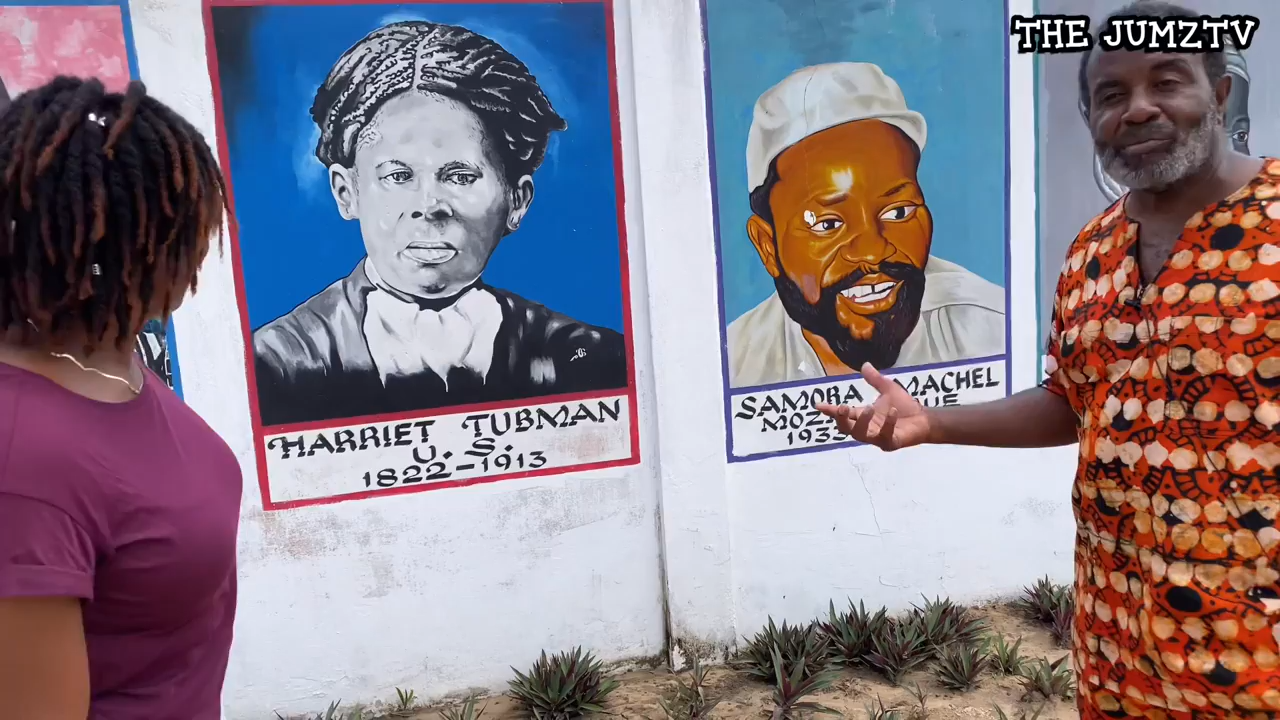 THE JUMZTV
HARRIET TUBMAN
U. S.
1822-1913
SAMORA MACHEL